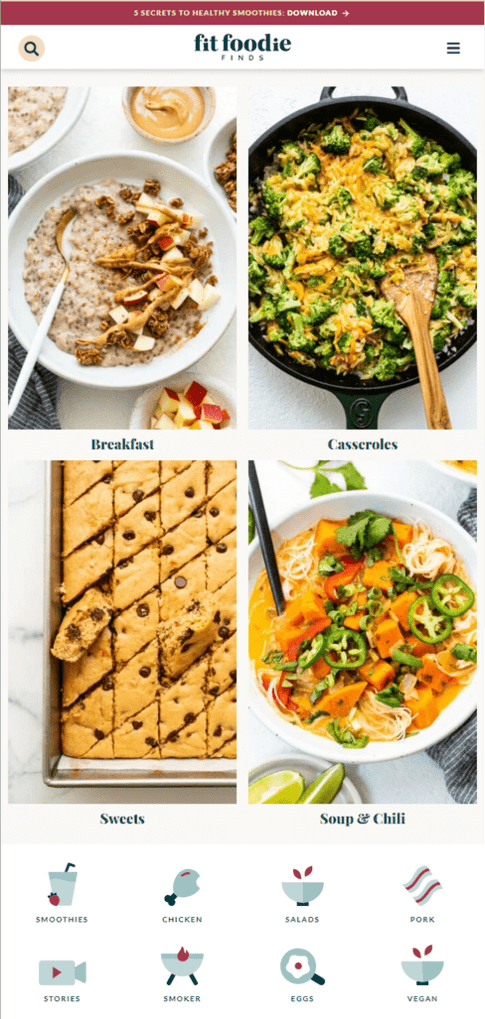 5 SECRETS TO HEALTHY SMOOTHIES: DOWNLOAD →
fit foodie
FINDS
Breakfast
Casseroles
Sweets
Soup & Chili
SMOOTHIES
CHICKEN
SALADS
PORK
STORIES
SMOKER
EGGS
VEGAN